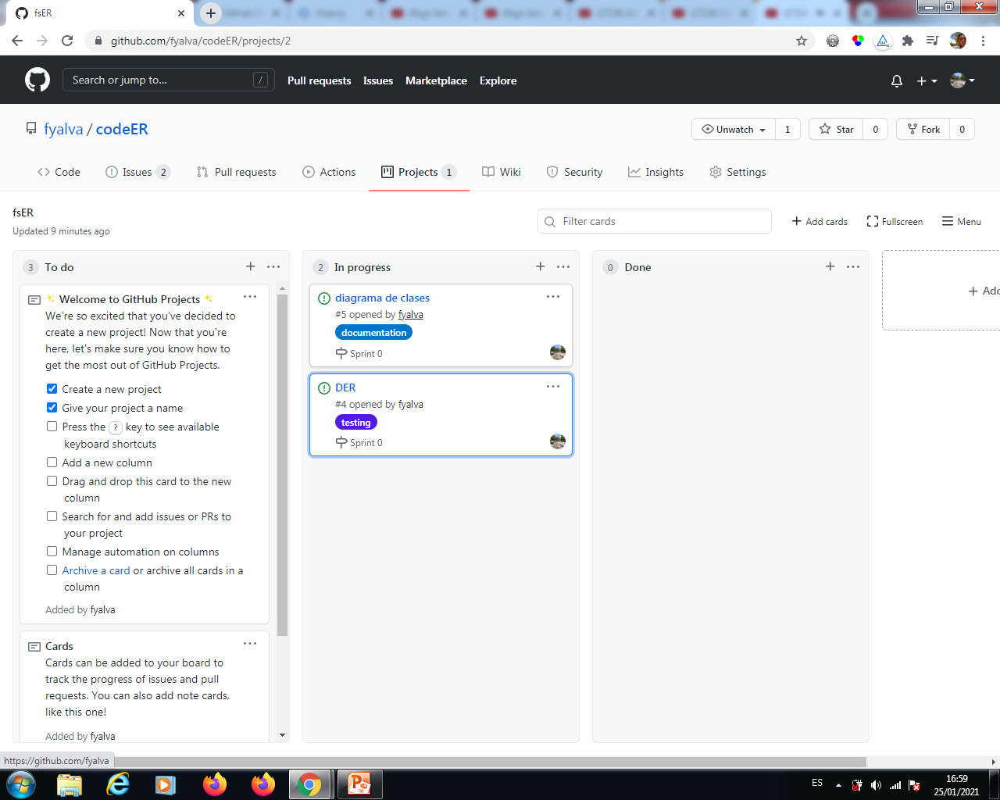 fsER
github.com/fyalva/codeER/projects/2
Search or jump to...
/
Pull requests
Issues
Marketplace
Explore
fyalva / codeER
Unwatch
1
Star
0
Fork
0
Code
Issues 2
Pull requests
Actions
Projects 1
Wiki
Security
Insights
Settings
fsER
Updated 9 minutes ago
Filter cards
Add cards
Fullscreen
Menu
3 To do
✨ Welcome to GitHub Projects ✨
We're so excited that you've decided to
create a new project! Now that you're
here, let's make sure you know how to
get the most out of GitHub Projects.
Create a new project
Give your project a name
Press the ? key to see available
keyboard shortcuts
Add a new column
Drag and drop this card to the new
column
Search for and add issues or PRs to
your project
Manage automation on columns
Archive a card or archive all cards in a
column
Added by fyalva
Cards
Cards can be added to your board to
track the progress of issues and pull
requests. You can also add note cards,
like this one!
Added by fyalva
2 In progress
diagrama de clases
#5 opened by fyalva
documentation
Sprint 0
DER
#4 opened by fyalva
testing
Sprint 0
0 Done
https://github.com/fyalva
ES
16:59
25/01/2021